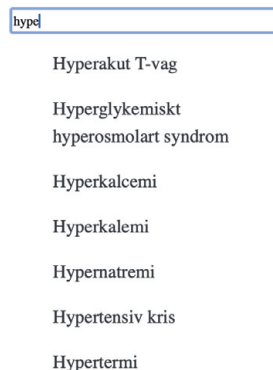 hype
Hyperakut T-vag
Hyperglykemiskt
hyperosmolart syndrom
Hyperkalcemi
Hyperkalemi
Hypernatremi
Hypertensiv kris
Hypertermi